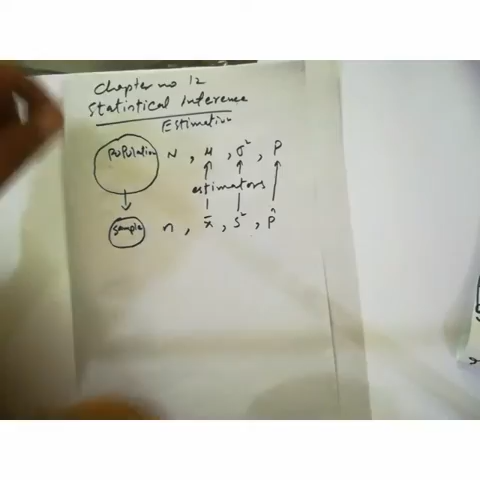 Chapter no 12
Statistical Inference
Estimation
Population N , μ , σ² , P
estimators
Sample n , x̄ , s² , p̂